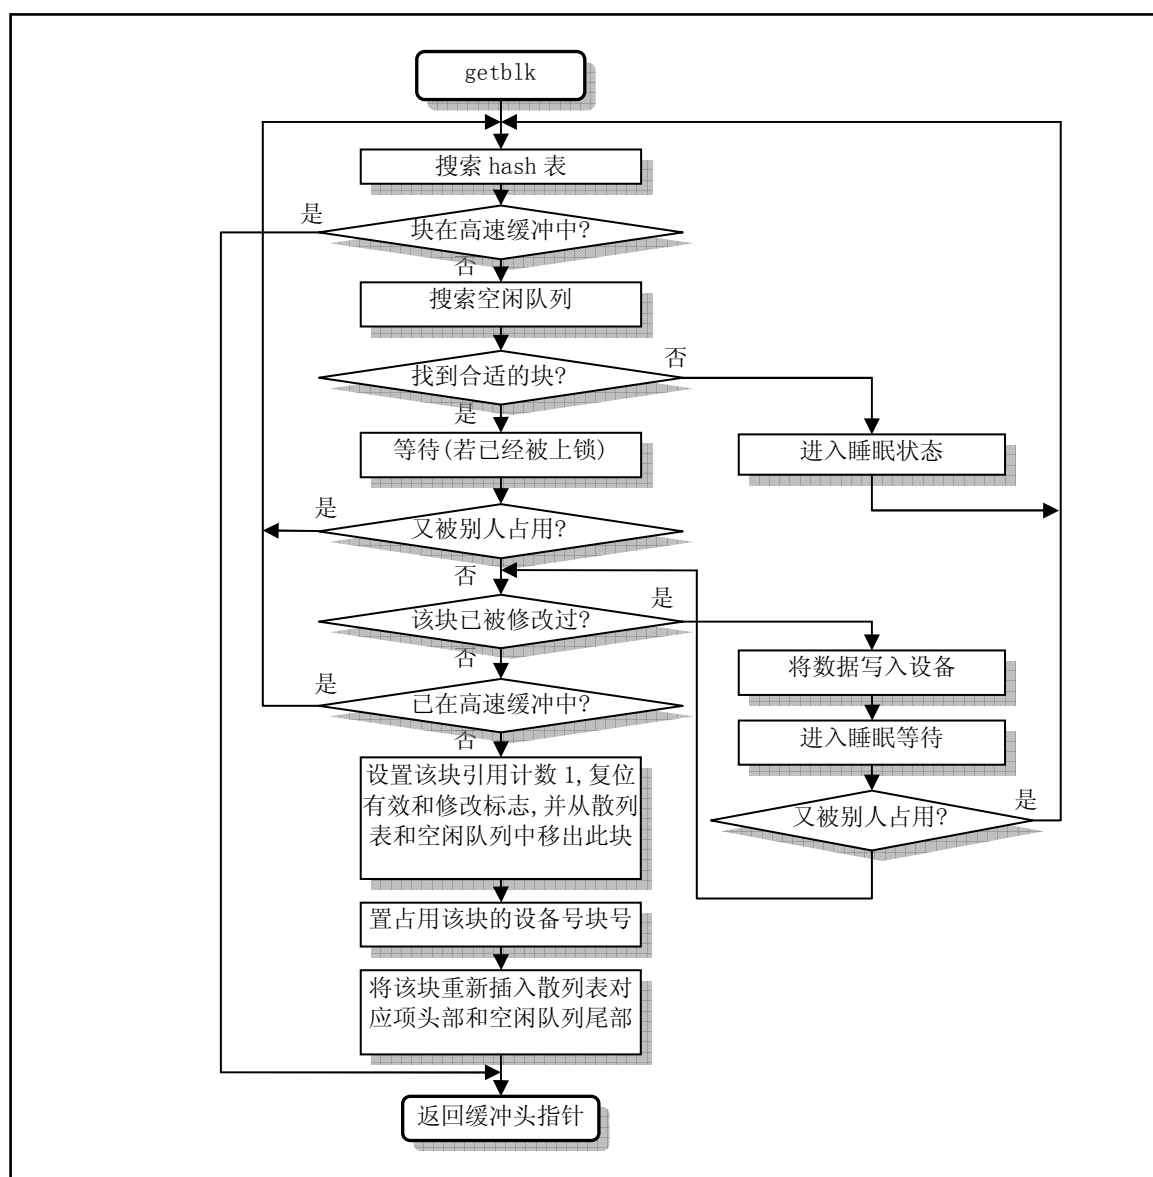 getblk
搜索 hash 表
是
块在高速缓冲中?
否
搜索空闲队列
否
找到合适的块?
是
等待(若已经被上锁)
进入睡眠状态
是
又被别人占用?
否
是
该块已被修改过?
否
将数据写入设备
是
已在高速缓冲中?
否
进入睡眠等待
设置该块引用计数 1,复位
有效和修改标志,并从散列
表和空闲队列中移出此块
是
又被别人占用?
置占用该块的设备号块号
将该块重新插入散列表对
应项头部和空闲队列尾部
返回缓冲头指针